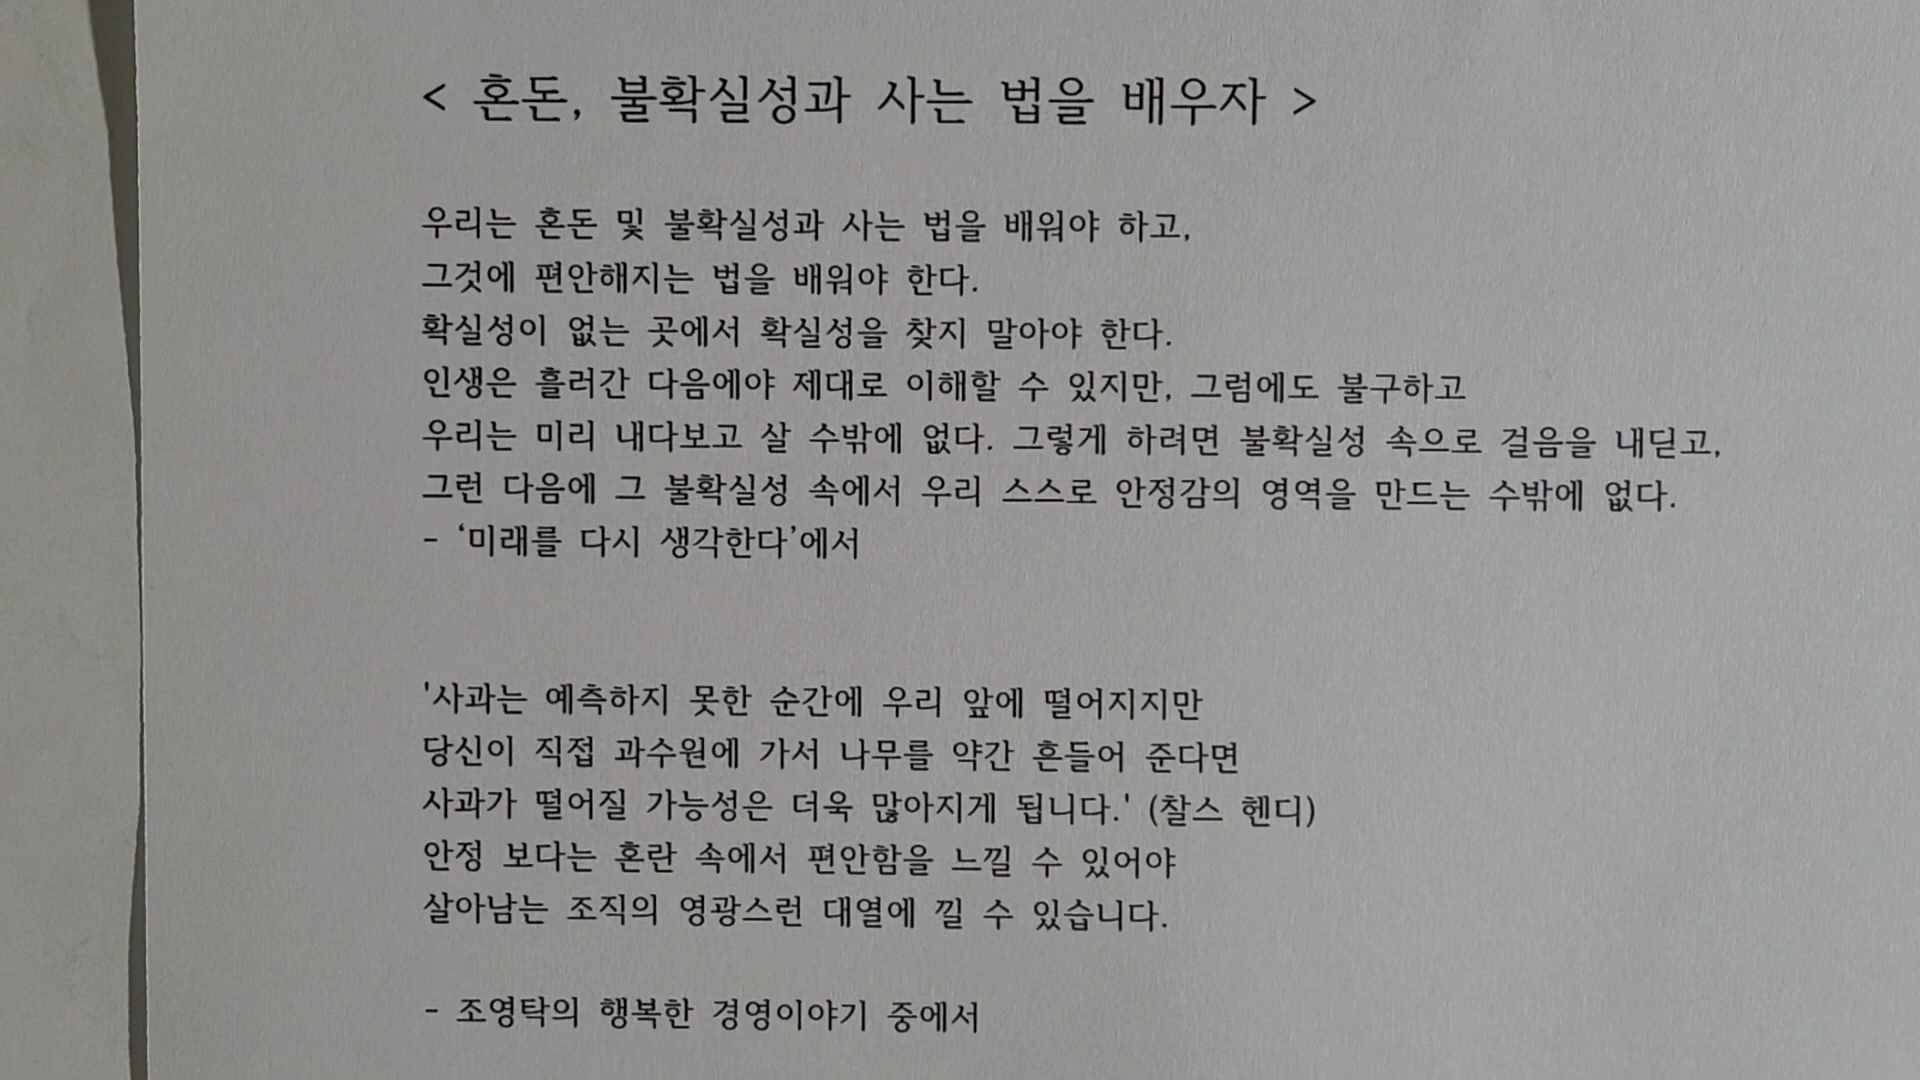 < 혼돈, 불확실성과 사는 법을 배우자 >
우리는 혼돈 및 불확실성과 사는 법을 배워야 하고,
그것에 편안해지는 법을 배워야 한다.
확실성이 없는 곳에서 확실성을 찾지 말아야 한다.
인생은 흘러간 다음에야 제대로 이해할 수 있지만, 그럼에도 불구하고
우리는 미리 내다보고 살 수밖에 없다. 그렇게 하려면 불확실성 속으로 걸음을 내딛고,
그런 다음에 그 불확실성 속에서 우리 스스로 안정감의 영역을 만드는 수밖에 없다.
- ‘미래를 다시 생각한다’에서
'사과는 예측하지 못한 순간에 우리 앞에 떨어지지만
당신이 직접 과수원에 가서 나무를 약간 흔들어 준다면
사과가 떨어질 가능성은 더욱 많아지게 됩니다.' (찰스 헨디)
안정 보다는 혼란 속에서 편안함을 느낄 수 있어야
살아남는 조직의 영광스런 대열에 낄 수 있습니다.
- 조영탁의 행복한 경영이야기 중에서